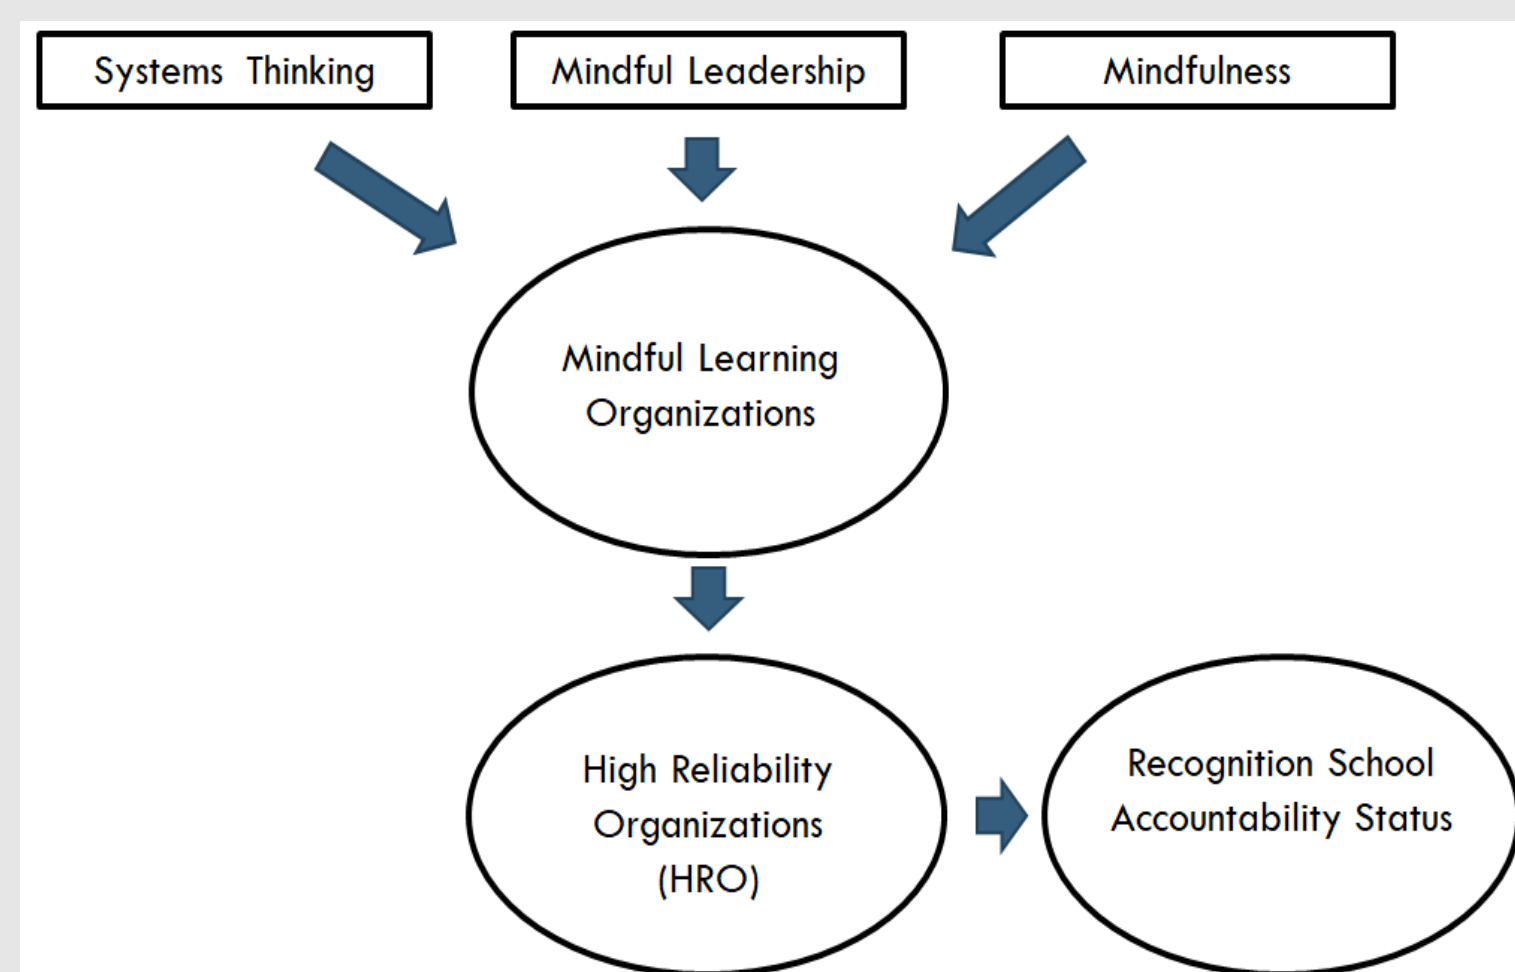 Systems Thinking
Mindful Leadership
Mindfulness
Mindful Learning
Organizations
High Reliability
Organizations
(HRO)
Recognition School
Accountability Status